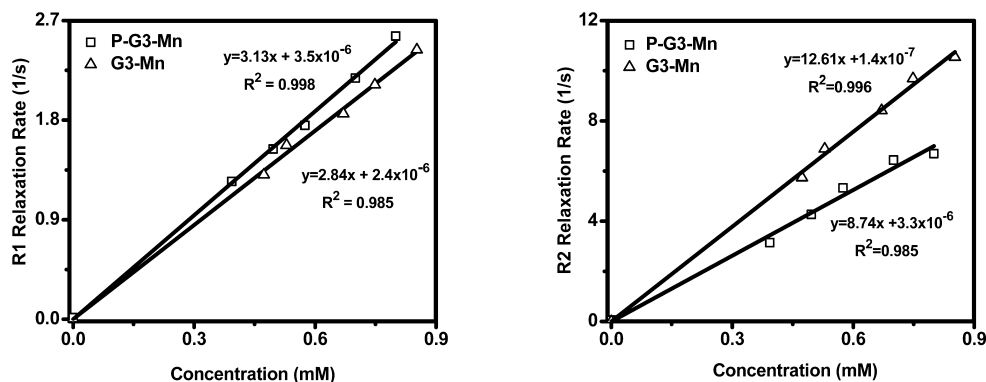 2.7
1.8
0.9
0.0
R1 Relaxation Rate (1/s)
P-G3-Mn
G3-Mn
y=3.13x + 3.5x10^-6
R^2 = 0.998
y=2.84x + 2.4x10^-6
R^2 = 0.985
0.0 0.3 0.6 0.9
Concentration (mM)
12
8
4
0
R2 Relaxation Rate (1/s)
P-G3-Mn
G3-Mn
y=12.61x +1.4x10^-7
R^2=0.996
y=8.74x +3.3x10^-6
R^2=0.985
0.0 0.3 0.6 0.9
Concentration (mM)